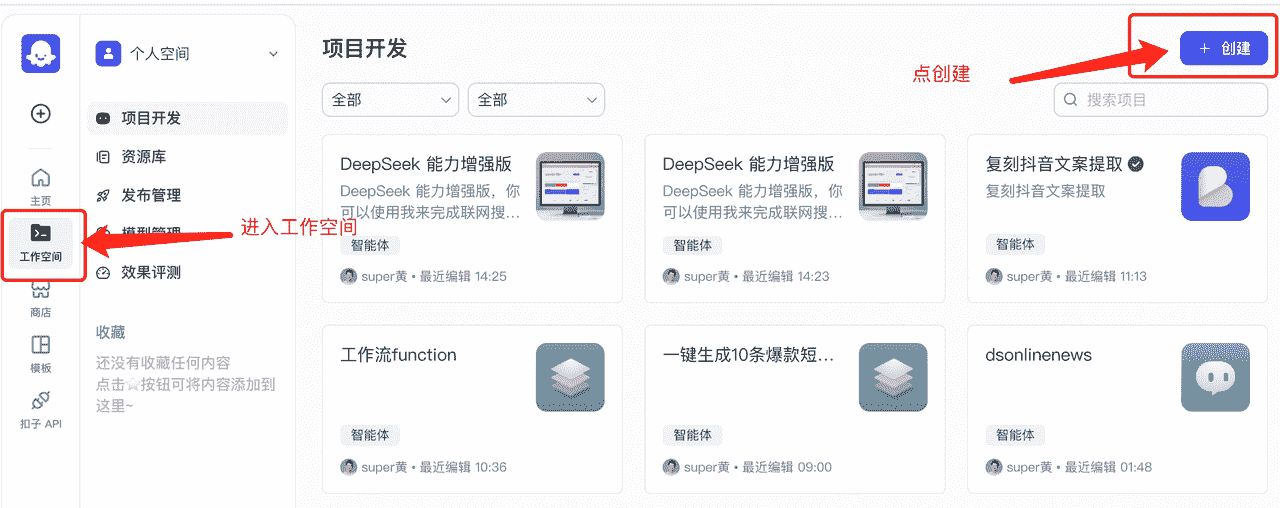 个人空间
项目开发
+ 创建
点创建
全部
全部
搜索项目
项目开发
资源库
发布管理
模型管理
效果评测
主页
工作空间
进入工作空间
商店
模板
扣子 API
收藏
还没有收藏任何内容
点击☆按钮可将内容添加到
这里~
DeepSeek 能力增强版
DeepSeek 能力增强版，你
可以使用我来完成联网搜...
智能体
super黄 • 最近编辑 14:25
DeepSeek 能力增强版
DeepSeek 能力增强版，你
可以使用我来完成联网搜...
智能体
super黄 • 最近编辑 14:23
复刻抖音文案提取
复刻抖音文案提取
智能体
super黄 • 最近编辑 11:13
工作流function
智能体
super黄 • 最近编辑 10:36
一键生成10条爆款短...
智能体
super黄 • 最近编辑 09:00
dsonlinenews
智能体
super黄 • 最近编辑 01:48